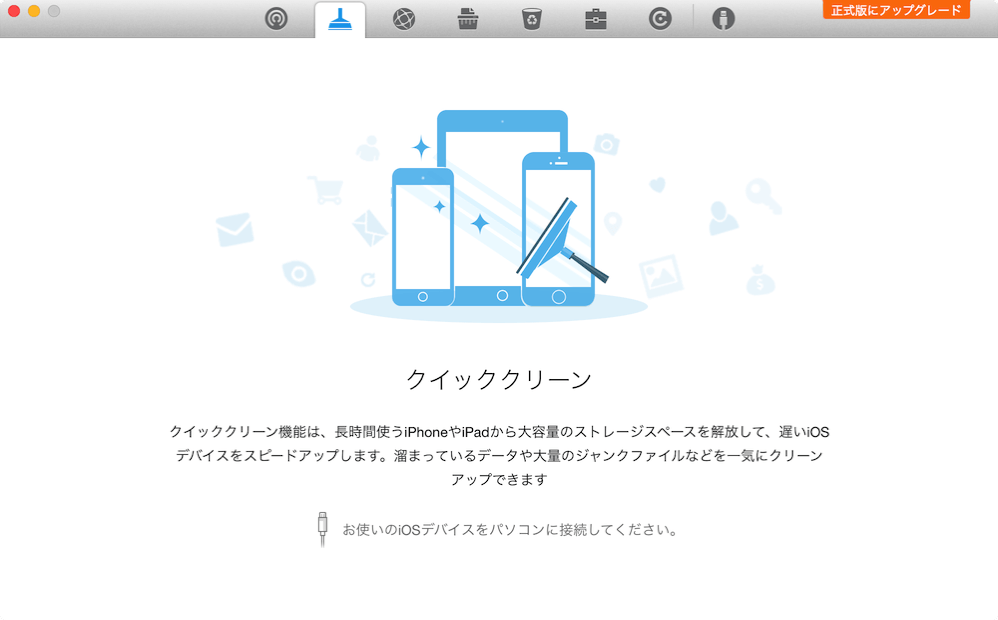 正式版にアップグレード
クイッククリーン
クイッククリーン機能は、長時間使うiPhoneやiPadから大容量のストレージスペースを解放して、遅いiOS
デバイスをスピードアップします。溜まっているデータや大量のジャンクファイルなどを一気にクリーン
アップできます
お使いのiOSデバイスをパソコンに接続してください。